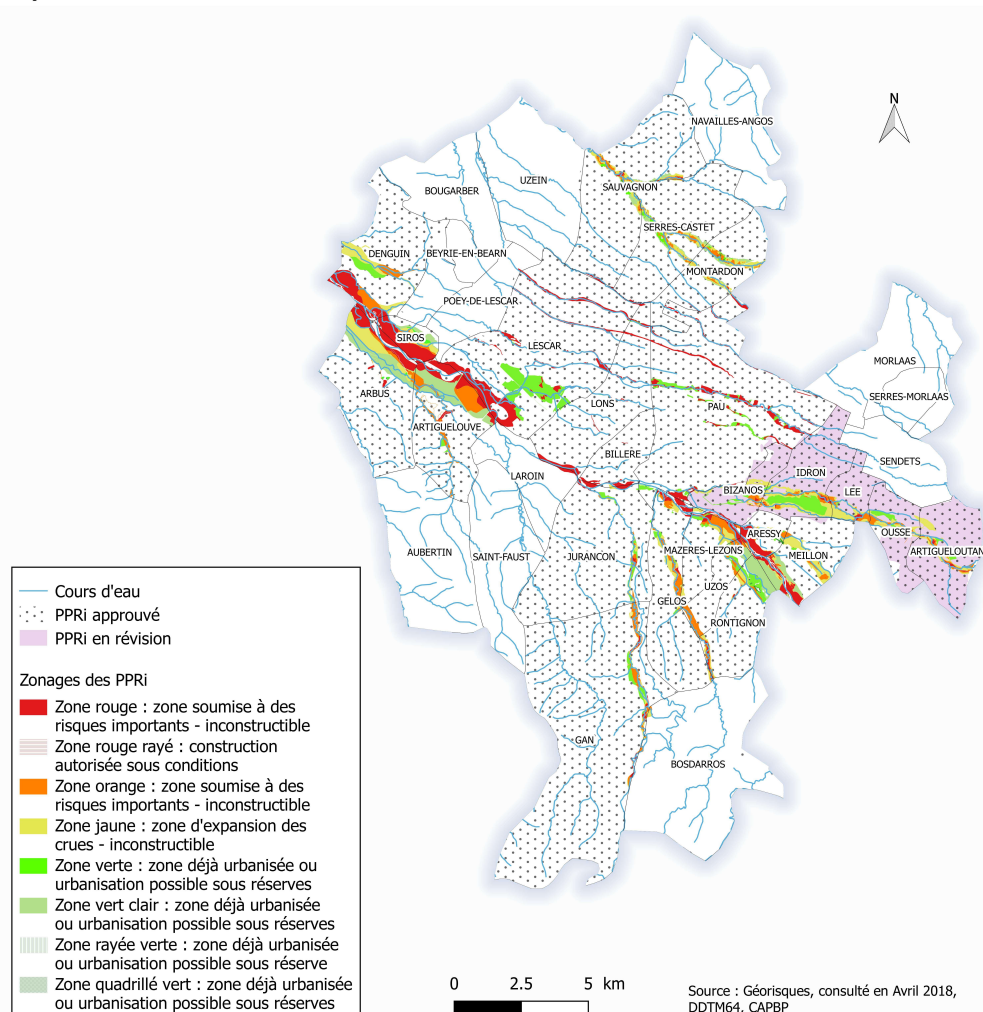 N
NAVAILLES-ANGOS
UZEIN
BOUGARBER
SAUVAGNON
SERRES-CASTET
DENGUIN
BEYRIE-EN-BEARN
MONTARDON
POEY-DE-LESCAR
SIROS
LESCAR
MORLAAS
ARBUS
SERRES-MORLAAS
LONS
PAU
ARTIGUELOUVE
BILLERE
SENDETS
LAROIN
IDRON
BIZANOS
LEE
ARESSY
OUSSE
AUBERTIN
SAINT-FAUST
JURANCON
MAZERES-LEZONS
MEILLON
ARTIGUELOUTAN
UZOS
GELOS
RONTIGNON
GAN
BOSDARROS
Cours d'eau
PPRi approuvé
PPRi en révision
Zonages des PPRi
Zone rouge : zone soumise à des
risques importants - inconstructible
Zone rouge rayé : construction
autorisée sous conditions
Zone orange : zone soumise à des
risques importants - inconstructible
Zone jaune : zone d'expansion des
crues - inconstructible
Zone verte : zone déjà urbanisée ou
urbanisation possible sous réserves
Zone vert clair : zone déjà urbanisée
ou urbanisation possible sous réserves
Zone rayée verte : zone déjà urbanisée
ou urbanisation possible sous réserve
Zone quadrillé vert : zone déjà urbanisée
ou urbanisation possible sous réserves
0 2.5 5 km
Source : Géorisques, consulté en Avril 2018,
DDTM64, CAPBP